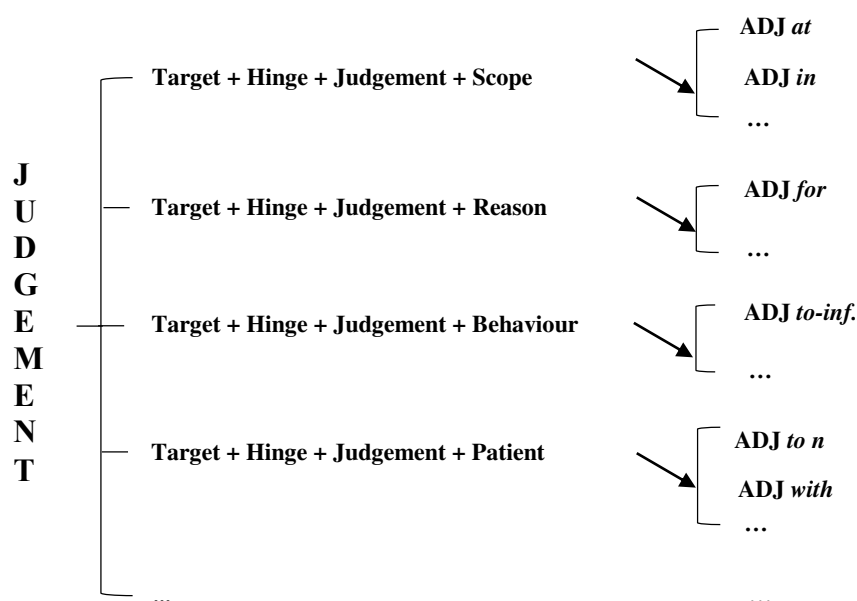 JUDGEMENT
Target + Hinge + Judgement + Scope
ADJ at
ADJ in
…
Target + Hinge + Judgement + Reason
ADJ for
…
Target + Hinge + Judgement + Behaviour
ADJ to-inf.
…
Target + Hinge + Judgement + Patient
ADJ to n
ADJ with
…
…
…